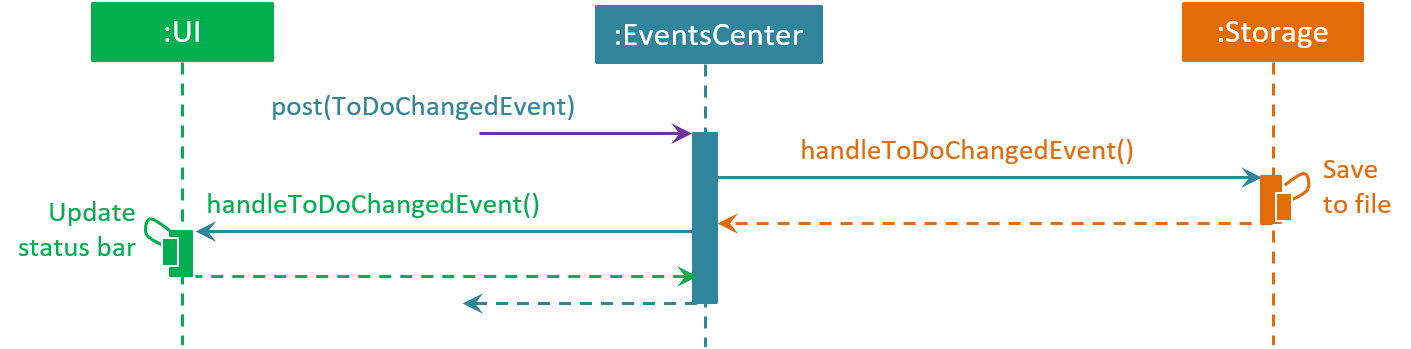 :UI
:EventsCenter
:Storage
post(ToDoChangedEvent)
handleToDoChangedEvent()
Save
to file
handleToDoChangedEvent()
Update
status bar